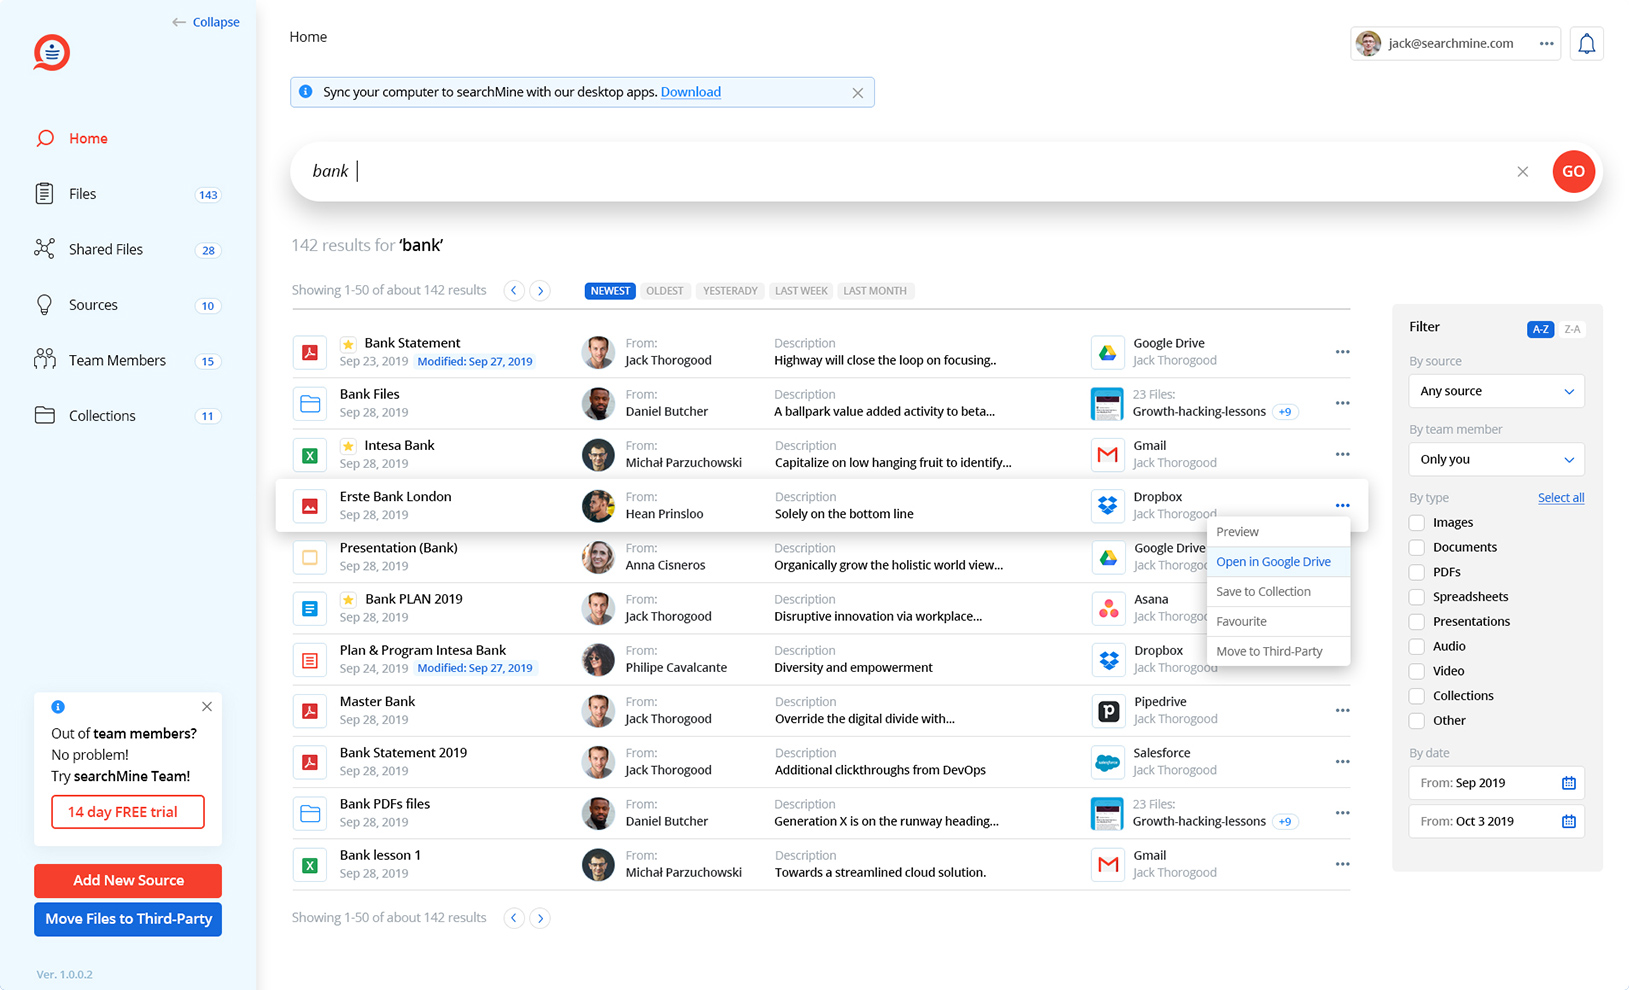 Collapse
Home
Files 143
Shared Files 28
Sources 10
Team Members 15
Collections 11
Out of team members?
No problem!
Try searchMine Team!
14 day FREE trial
Add New Source
Move Files to Third-Party
Ver. 1.0.0.2
Home
jack@searchmine.com
Sync your computer to searchMine with our desktop apps. Download
bank
GO
142 results for ‘bank’
Showing 1-50 of about 142 results
NEWEST OLDEST YESTERADY LAST WEEK LAST MONTH
Bank Statement From: Description Google Drive
Sep 23, 2019 Modified: Sep 27, 2019 Jack Thorogood Highway will close the loop on focusing.. Jack Thorogood
Bank Files From: Description 23 Files:
Sep 28, 2019 Daniel Butcher A ballpark value added activity to beta... Growth-hacking-lessons +9
Intesa Bank From: Description Gmail
Sep 28, 2019 Michał Parzuchowski Capitalize on low hanging fruit to identify... Jack Thorogood
Erste Bank London From: Description Dropbox
Sep 28, 2019 Hean Prinsloo Solely on the bottom line Jack Thorogood
Preview
Open in Google Drive
Save to Collection
Favourite
Move to Third-Party
Presentation (Bank) From: Description Google Drive
Sep 28, 2019 Anna Cisneros Organically grow the holistic world view... Jack Thorogood
Bank PLAN 2019 From: Description Asana
Sep 28, 2019 Jack Thorogood Disruptive innovation via workplace... Jack Thorogood
Plan & Program Intesa Bank From: Description Dropbox
Sep 24, 2019 Modified: Sep 27, 2019 Philipe Cavalcante Diversity and empowerment Jack Thorogood
Master Bank From: Description Pipedrive
Sep 28, 2019 Jack Thorogood Override the digital divide with... Jack Thorogood
Bank Statement 2019 From: Description Salesforce
Sep 28, 2019 Jack Thorogood Additional clickthroughs from DevOps Jack Thorogood
Bank PDFs files From: Description 23 Files:
Sep 28, 2019 Daniel Butcher Generation X is on the runway heading... Growth-hacking-lessons +9
Bank lesson 1 From: Description Gmail
Sep 28, 2019 Michał Parzuchowski Towards a streamlined cloud solution. Jack Thorogood
Showing 1-50 of about 142 results
Filter A-Z Z-A
By source
Any source
By team member
Only you
By type Select all
Images
Documents
PDFs
Spreadsheets
Presentations
Audio
Video
Collections
Other
By date
From: Sep 2019
From: Oct 3 2019